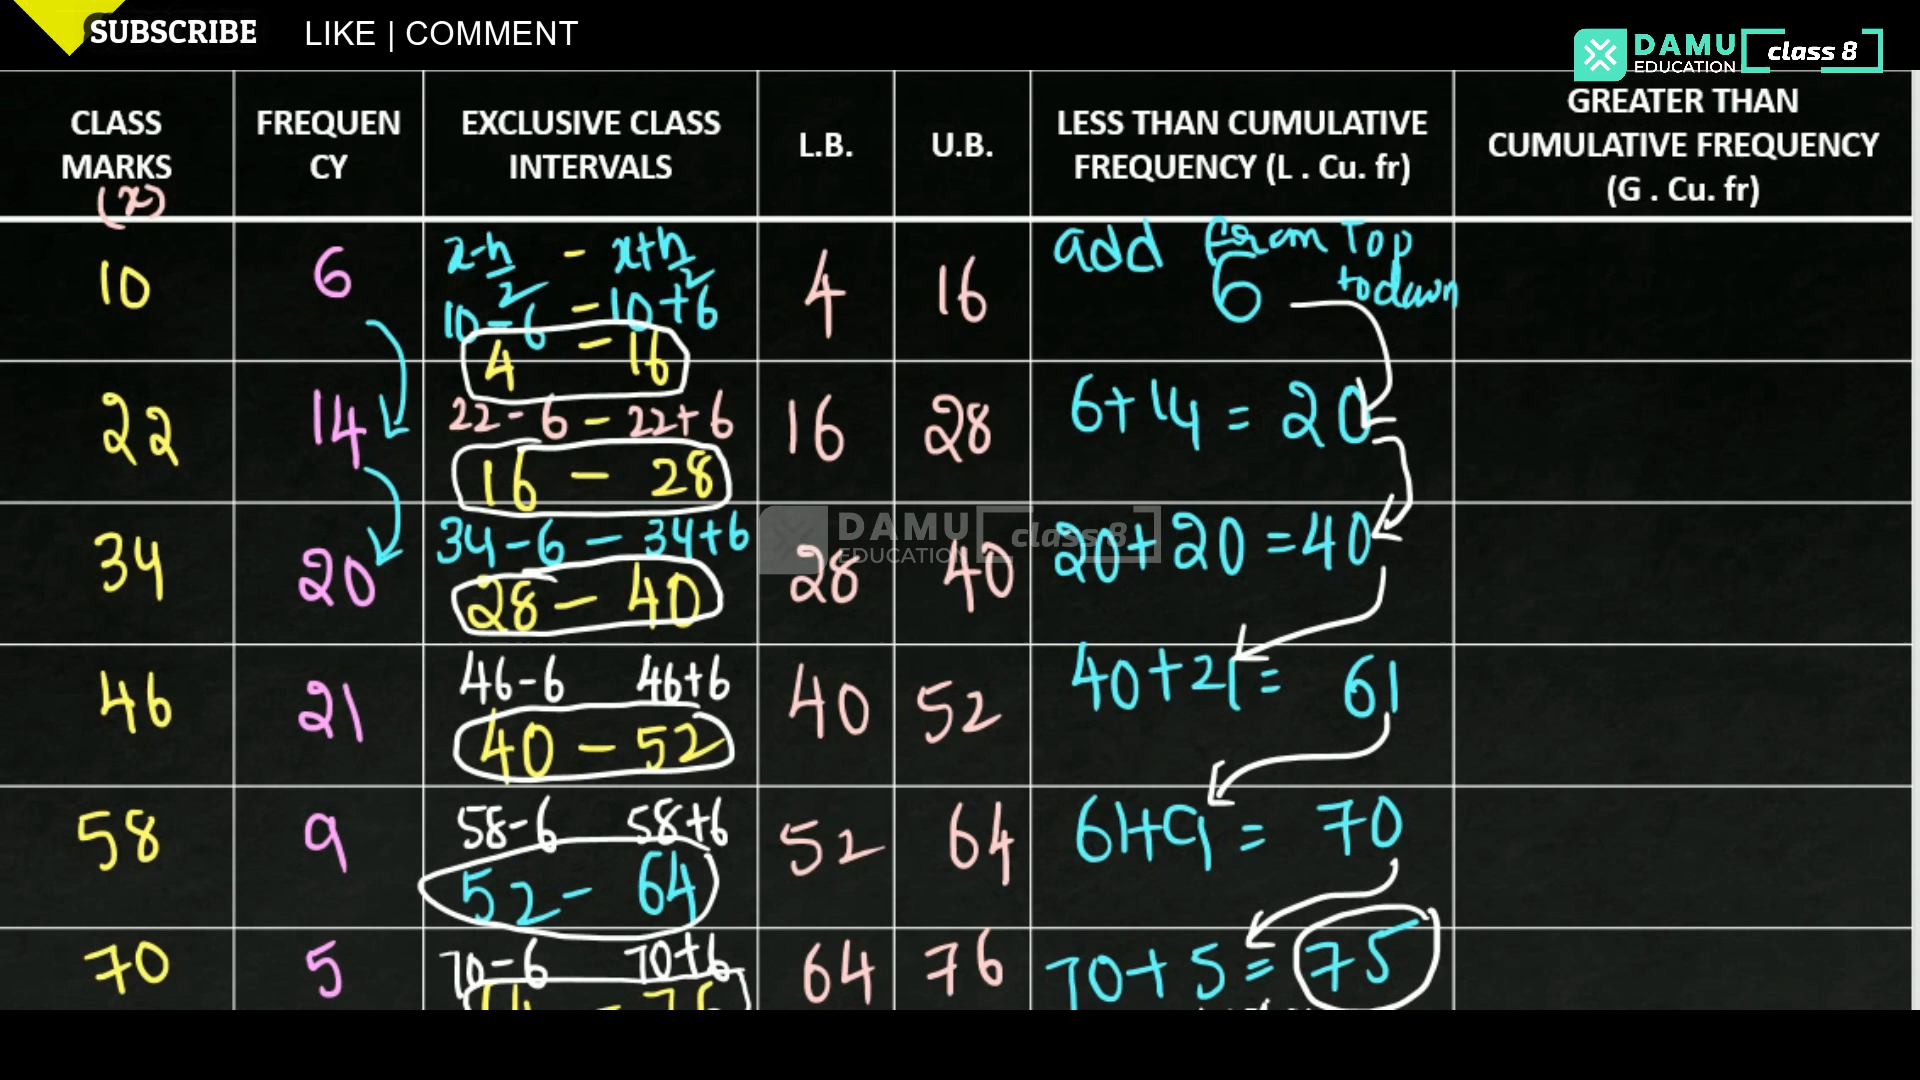 SUBSCRIBE LIKE | COMMENT
DAMU EDUCATION class 8
CLASS MARKS (x)
FREQUENCY
EXCLUSIVE CLASS INTERVALS
L.B.
U.B.
LESS THAN CUMULATIVE FREQUENCY (L . Cu. fr)
GREATER THAN CUMULATIVE FREQUENCY (G . Cu. fr)
10
6
x-h/2 - x+h/2
10-6 - 10+6
4 - 16
4
16
add from Top to down
6
22
14
22-6 - 22+6
16 - 28
16
28
6+14 = 20
34
20
34-6 - 34+6
28 - 40
28
40
20+20 = 40
DAMU EDUCATION class 8
46
21
46-6 46+6
40 - 52
40
52
40+21 = 61
58
9
58-6 58+6
52 - 64
52
64
61+9 = 70
70
5
70-6 70+6
64
76
70+5 = 75